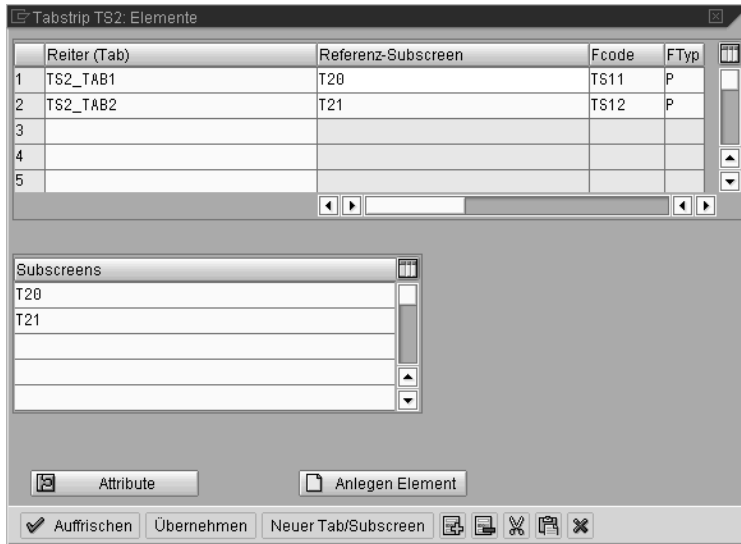 Tabstrip TS2: Elemente
Reiter (Tab) Referenz-Subscreen Fcode FTyp
1 TS2_TAB1 T20 TS11 P
2 TS2_TAB2 T21 TS12 P
3
4
5
Subscreens
T20
T21
Attribute Anlegen Element
Auffrischen Übernehmen Neuer Tab/Subscreen